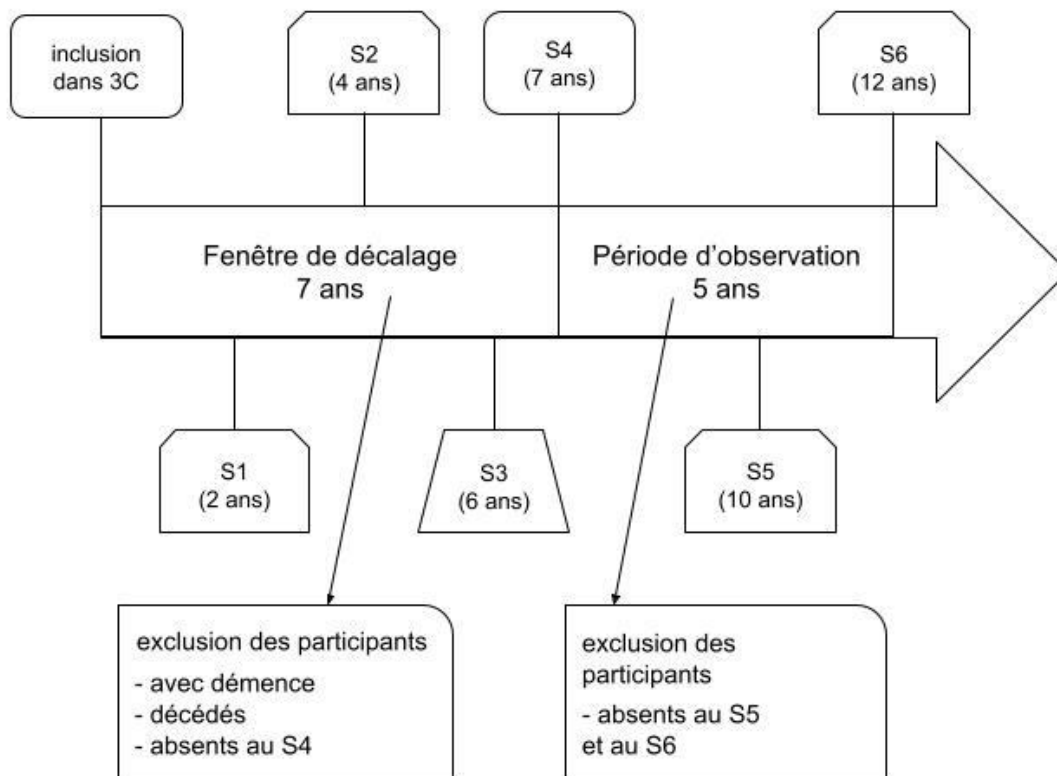 inclusion
dans 3C
S2
(4 ans)
S4
(7 ans)
S6
(12 ans)
Fenêtre de décalage
7 ans
Période d'observation
5 ans
S1
(2 ans)
S3
(6 ans)
S5
(10 ans)
exclusion des participants
- avec démence
- décédés
- absents au S4
exclusion des
participants
- absents au S5
et au S6